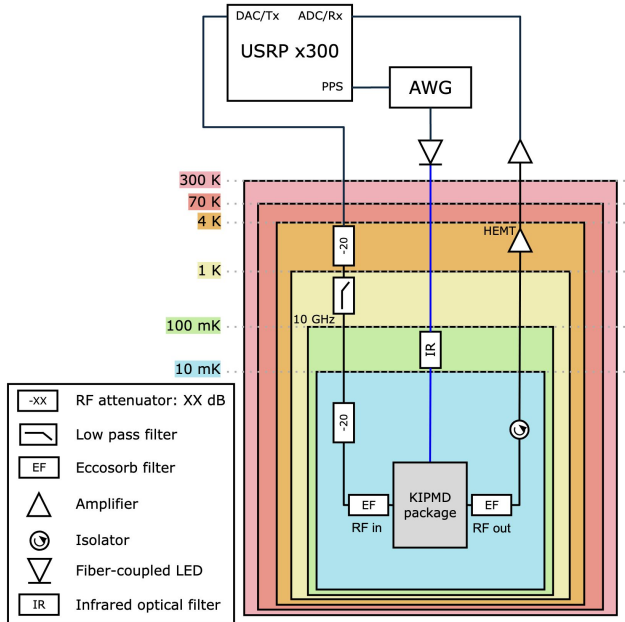 DAC/Tx ADC/Rx
USRP x300
PPS
AWG
300 K
70 K
4 K
HEMT
-20
1 K
10 GHz
100 mK
IR
10 mK
-20
KIPMD
package
EF
EF
RF in
RF out
-XX RF attenuator: XX dB
Low pass filter
EF Eccosorb filter
Amplifier
Isolator
Fiber-coupled LED
IR Infrared optical filter